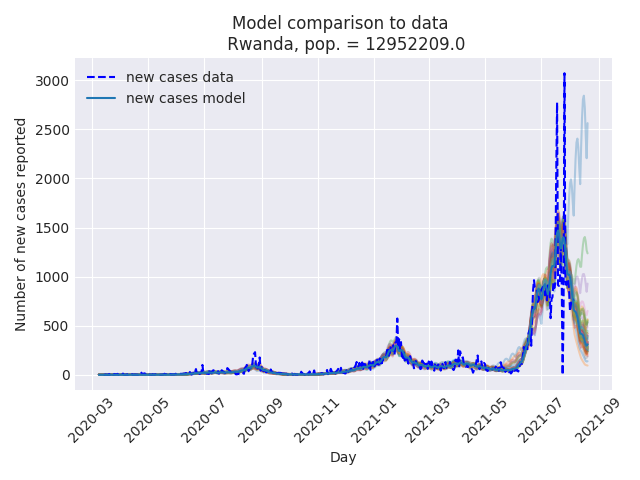 Model comparison to data
Rwanda, pop. = 12952209.0
new cases data
new cases model
Number of new cases reported
3000
2500
2000
1500
1000
500
0
2020-03
2020-05
2020-07
2020-09
2020-11
2021-01
2021-03
2021-05
2021-07
2021-09
Day